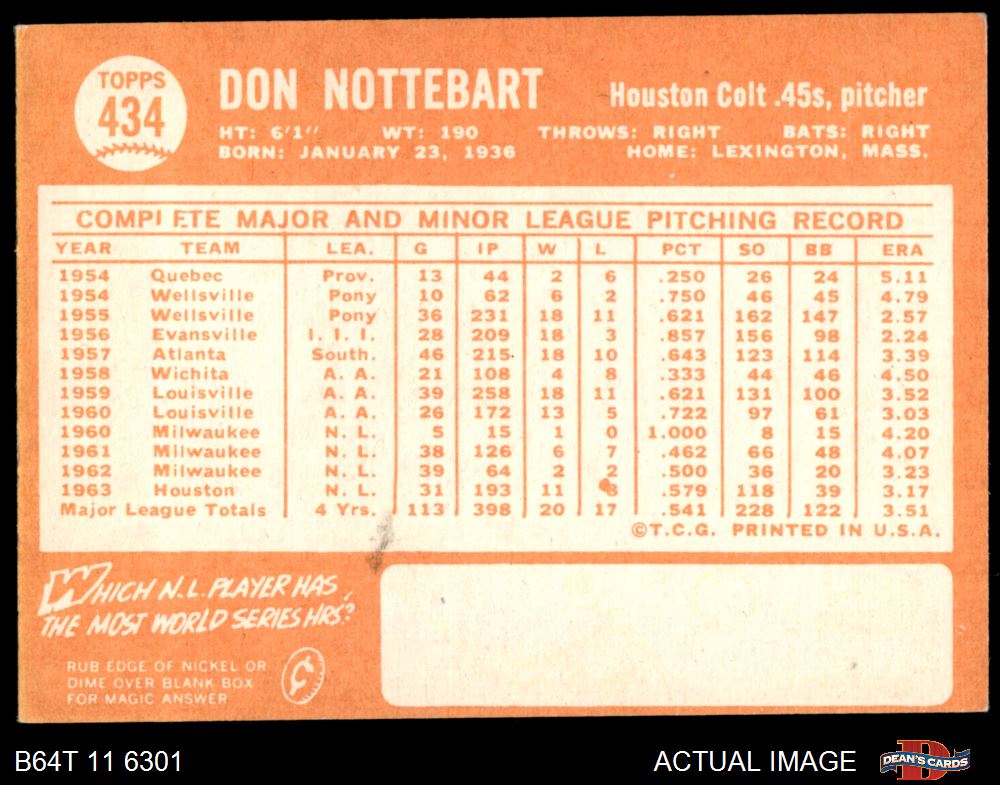 TOPPS
434
DON NOTTEBART
Houston Colt .45s, pitcher
HT: 6'1" WT: 190 THROWS: RIGHT BATS: RIGHT
BORN: JANUARY 23, 1936 HOME: LEXINGTON, MASS.
COMPLETE MAJOR AND MINOR LEAGUE PITCHING RECORD
YEAR TEAM LEA. G IP W L PCT SO BB ERA
1954 Quebec Prov. 13 44 2 6 .250 26 24 5.11
1954 Wellsville Pony 10 62 6 2 .750 46 45 4.79
1955 Wellsville Pony 36 231 18 11 .621 162 147 2.57
1956 Evansville I. I. I. 28 209 18 3 .857 156 98 2.24
1957 Atlanta South. 46 215 18 10 .643 123 114 3.39
1958 Wichita A. A. 21 108 4 8 .333 44 46 4.50
1959 Louisville A. A. 39 258 18 11 .621 131 100 3.52
1960 Louisville A. A. 26 172 13 5 .722 97 61 3.03
1960 Milwaukee N. L. 5 15 1 0 1.000 8 15 4.20
1961 Milwaukee N. L. 38 126 6 7 .462 66 48 4.07
1962 Milwaukee N. L. 39 64 2 2 .500 36 20 3.23
1963 Houston N. L. 31 193 11 8 .579 118 39 3.17
Major League Totals 4 Yrs. 113 398 20 17 .541 228 122 3.51
©T.C.G. PRINTED IN U.S.A.
WHICH N.L. PLAYER HAS
THE MOST WORLD SERIES HRS?
RUB EDGE OF NICKEL OR
DIME OVER BLANK BOX
FOR MAGIC ANSWER
¢
B64T 11 6301
ACTUAL IMAGE
D
DEAN'S CARDS